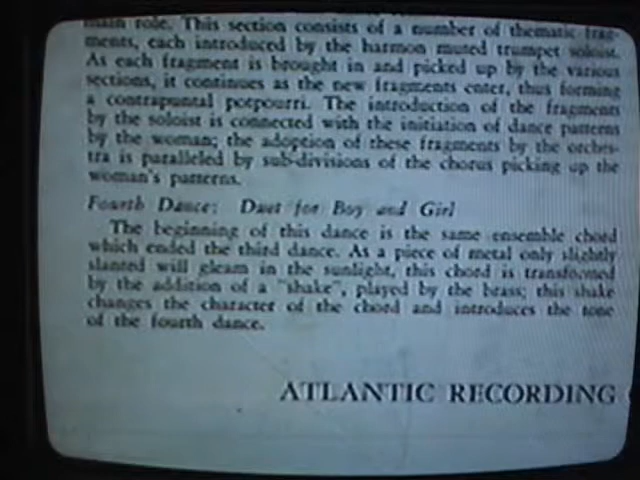 main role. This section consists of a number of thematic frag-
ments, each introduced by the harmon muted trumpet soloist.
As each fragment is brought in and picked up by the various
sections, it continues as the new fragments enter, thus forming
a contrapuntal potpourri. The introduction of the fragments
by the soloist is connected with the initiation of dance patterns
by the woman; the adoption of these fragments by the orches-
tra is paralleled by sub-divisions of the chorus picking up the
woman's patterns.
Fourth Dance: Duet for Boy and Girl
The beginning of this dance is the same ensemble chord
which ended the third dance. As a piece of metal only slightly
slanted will gleam in the sunlight, this chord is transformed
by the addition of a "shake", played by the brass; this shake
changes the character of the chord and introduces the tone
of the fourth dance.
ATLANTIC RECORDING